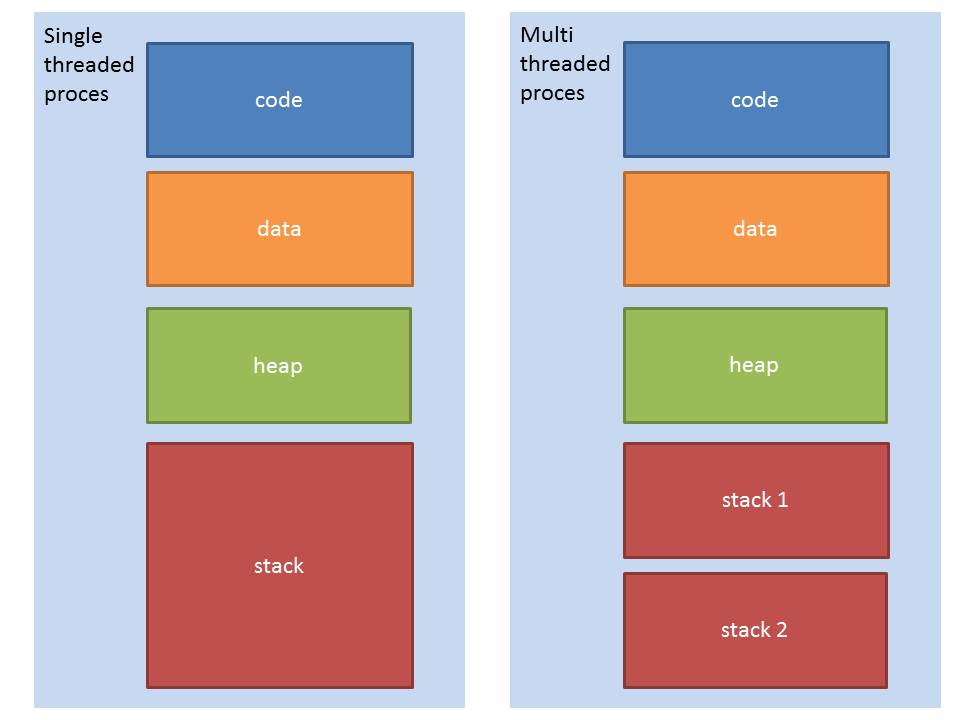 Single
threaded
proces
code
data
heap
stack
Multi
threaded
proces
code
data
heap
stack 1
stack 2